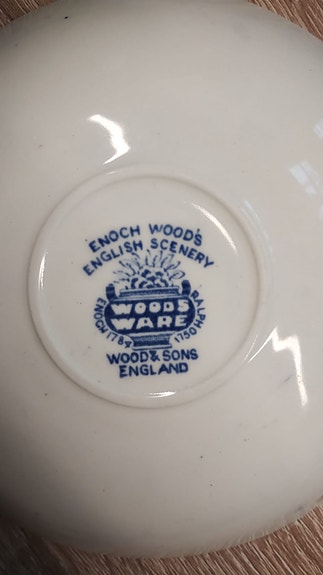 ENOCH WOOD'S
ENGLISH SCENERY
WOODS
WARE
ENOCH 1784
RALPH 1750
WOOD & SONS
ENGLAND